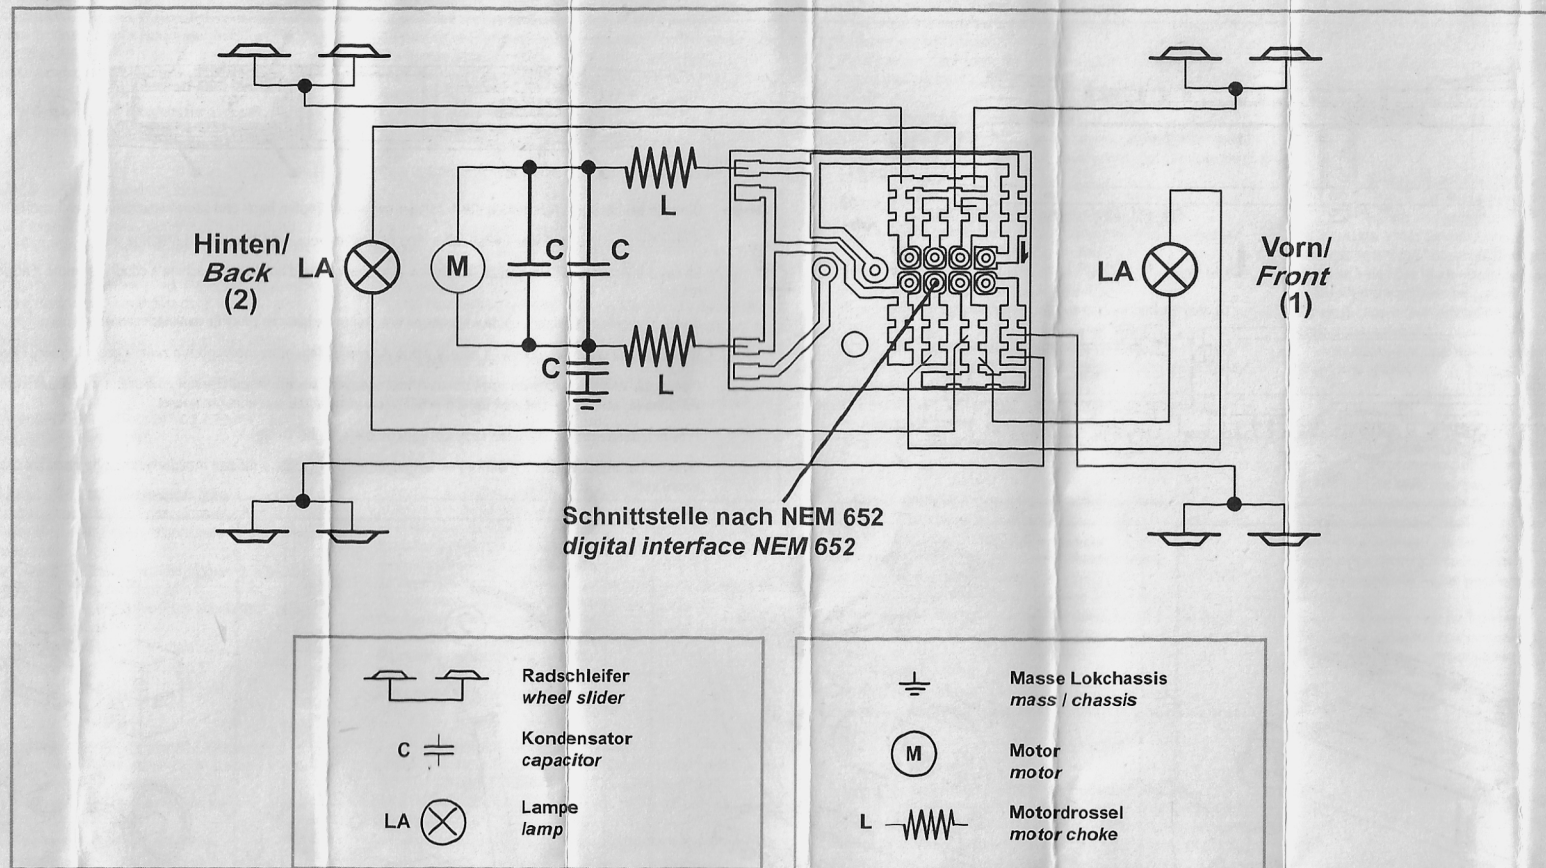 Hinten/
Back
(2)
LA
M
C
C
L
C
L
LA
Vorn/
Front
(1)
1
Schnittstelle nach NEM 652
digital interface NEM 652
Radschleifer
wheel slider
C
Kondensator
capacitor
LA
Lampe
lamp
Masse Lokchassis
mass / chassis
M
Motor
motor
L
Motordrossel
motor choke